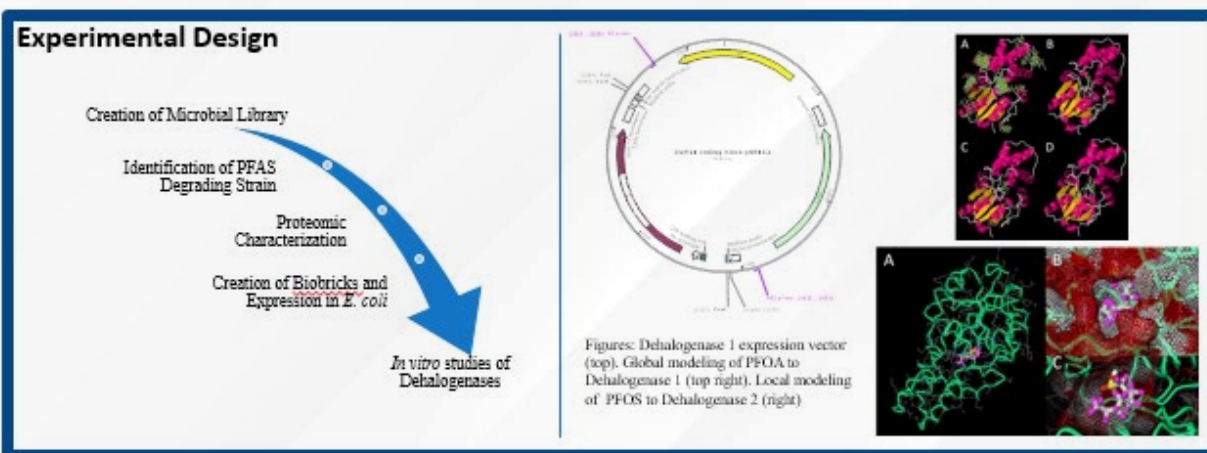 Experimental Design
Creation of Microbial Library
Identification of PFAS
Degrading Strain
Proteomic
Characterization
Creation of Biobricks and
Expression in E. coli
In vitro studies of
Dehalogenases
Figures: Dehalogenase 1 expression vector
(top). Global modeling of PFOA to
Dehalogenase 1 (top right). Local modeling
of PFOS to Dehalogenase 2 (right)
A
B
C
D
A
B
C